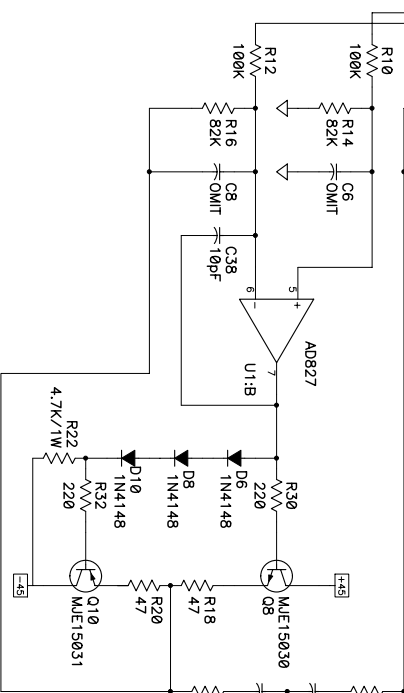 R10
100K
R12
100K
R14
82K
R16
82K
C6
OMIT
C8
OMIT
C38
10pF
5
+
6
-
7
AD827
U1:B
R30
220
D6
1N4148
D8
1N4148
D10
1N4148
R22
4.7K/1W
R32
220
+45
MJE15030
Q8
R18
47
R20
47
Q10
MJE15031
-45